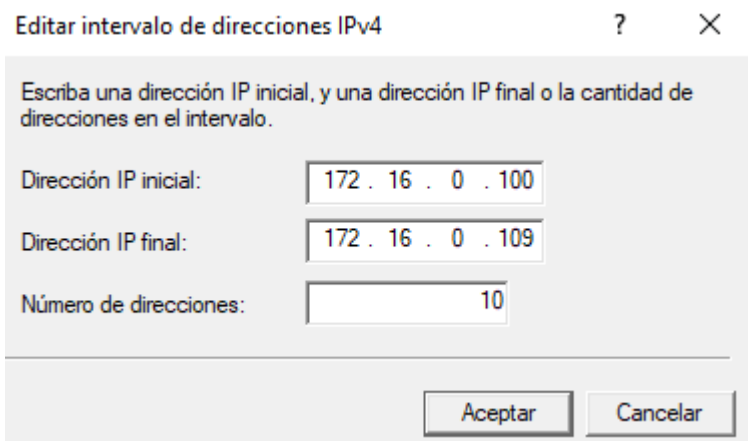 Editar intervalo de direcciones IPv4 ?
Escriba una dirección IP inicial, y una dirección IP final o la cantidad de
direcciones en el intervalo.
Dirección IP inicial: 172 . 16 . 0 . 100
Dirección IP final: 172 . 16 . 0 . 109
Número de direcciones: 10
Aceptar Cancelar